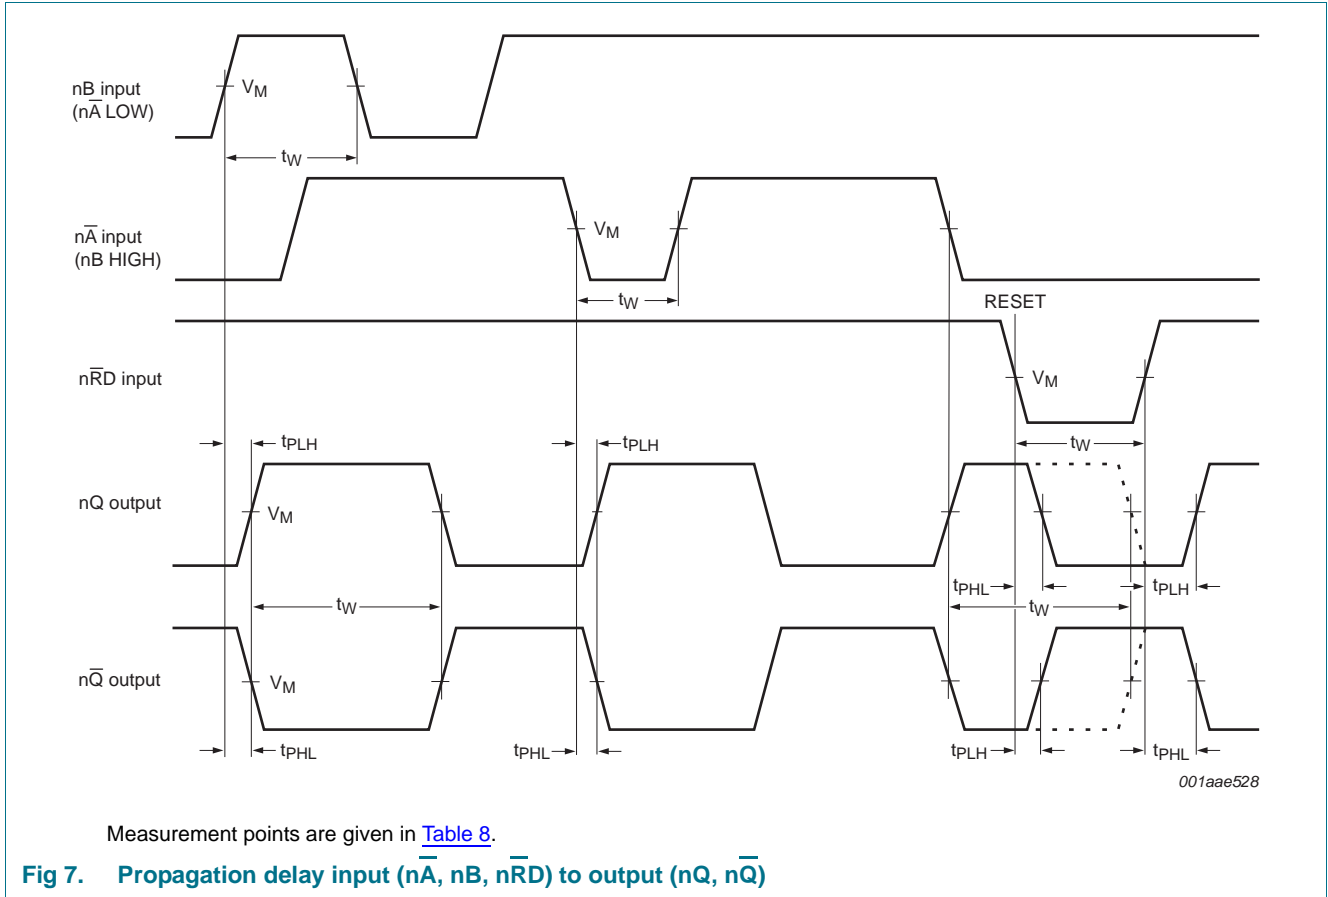 nB input
(nA̅ LOW)
VM
tW
nA̅ input
(nB HIGH)
VM
tW
RESET
nR̅D input
VM
tW
tPLH
tPLH
nQ output
VM
tPHL
tPLH
tW
tW
nQ̅ output
VM
tPHL
tPHL
tPLH
tPHL
001aae528
Measurement points are given in Table 8.
Fig 7. Propagation delay input (nA̅, nB, nR̅D) to output (nQ, nQ̅)